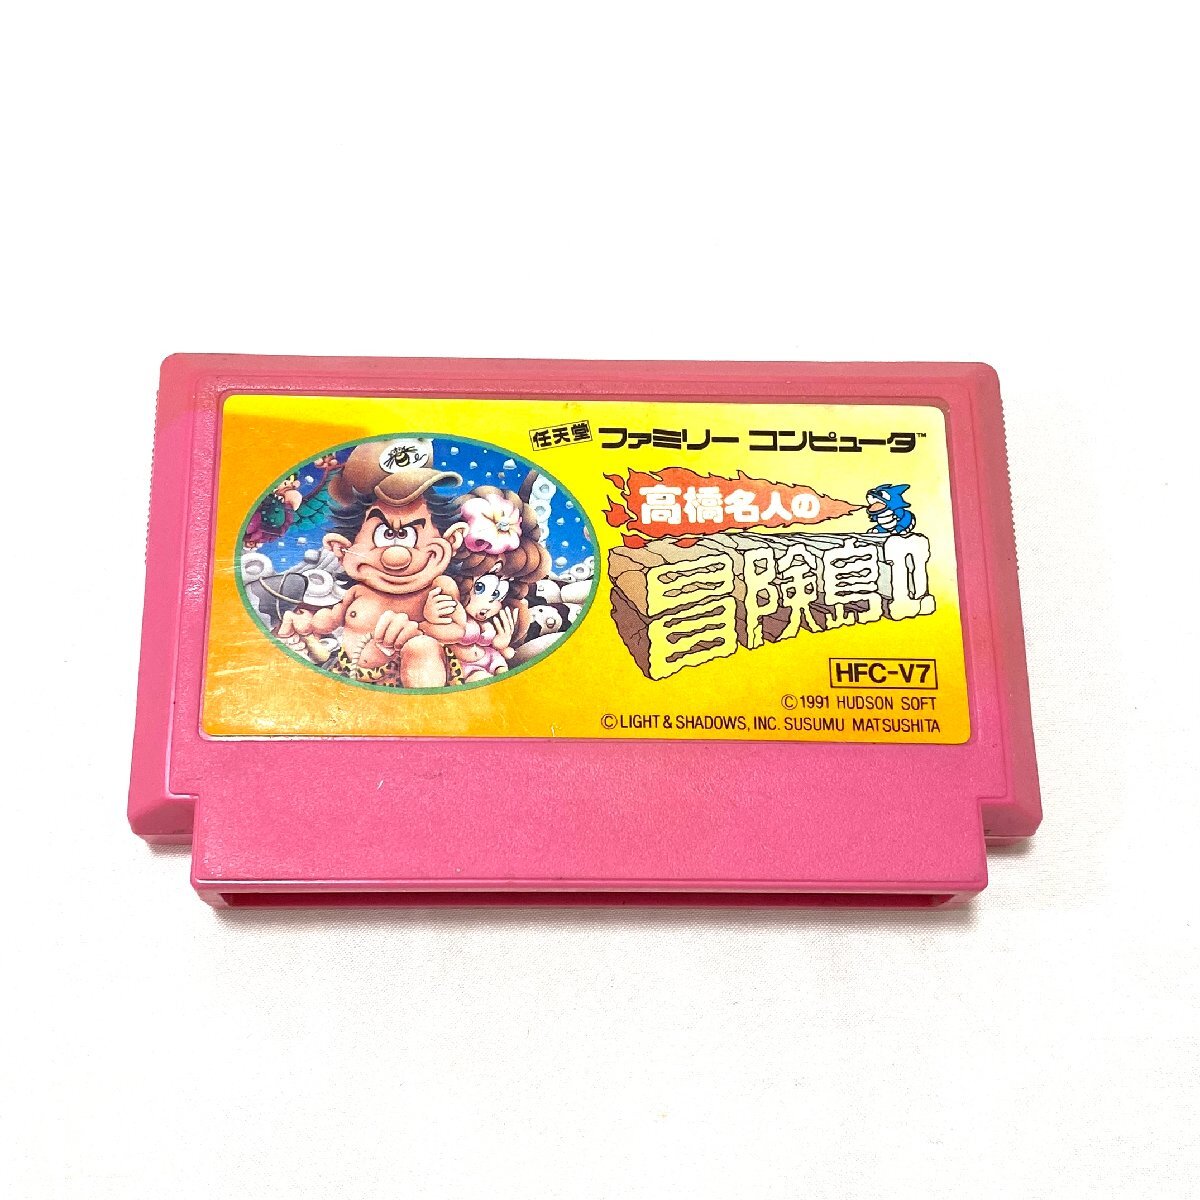 任天堂 ファミリー コンピュータ™
高橋名人の
冒険島II
HFC-V7
©1991 HUDSON SOFT
©LIGHT & SHADOWS, INC. SUSUMU MATSUSHITA